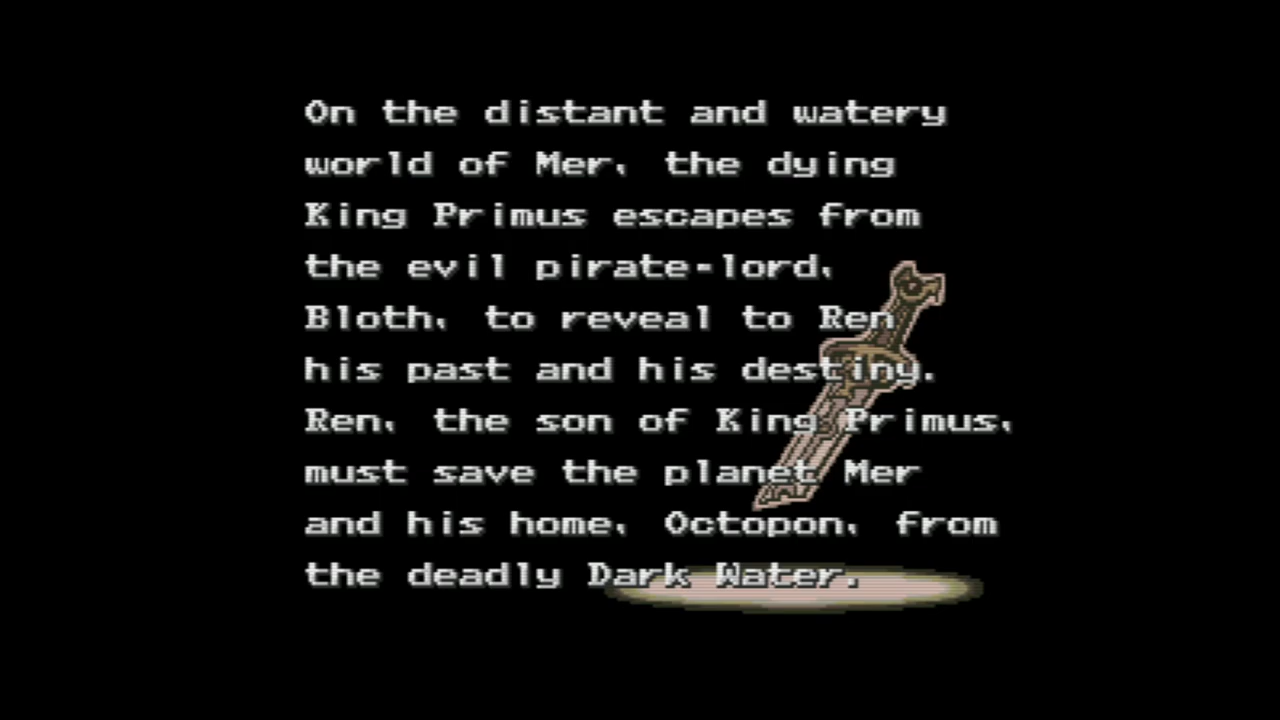 On the distant and watery
world of Mer, the dying
King Primus escapes from
the evil pirate-lord,
Bloth, to reveal to Ren
his past and his destiny.
Ren, the son of King Primus,
must save the planet Mer
and his home, Octopon, from
the deadly Dark Water.